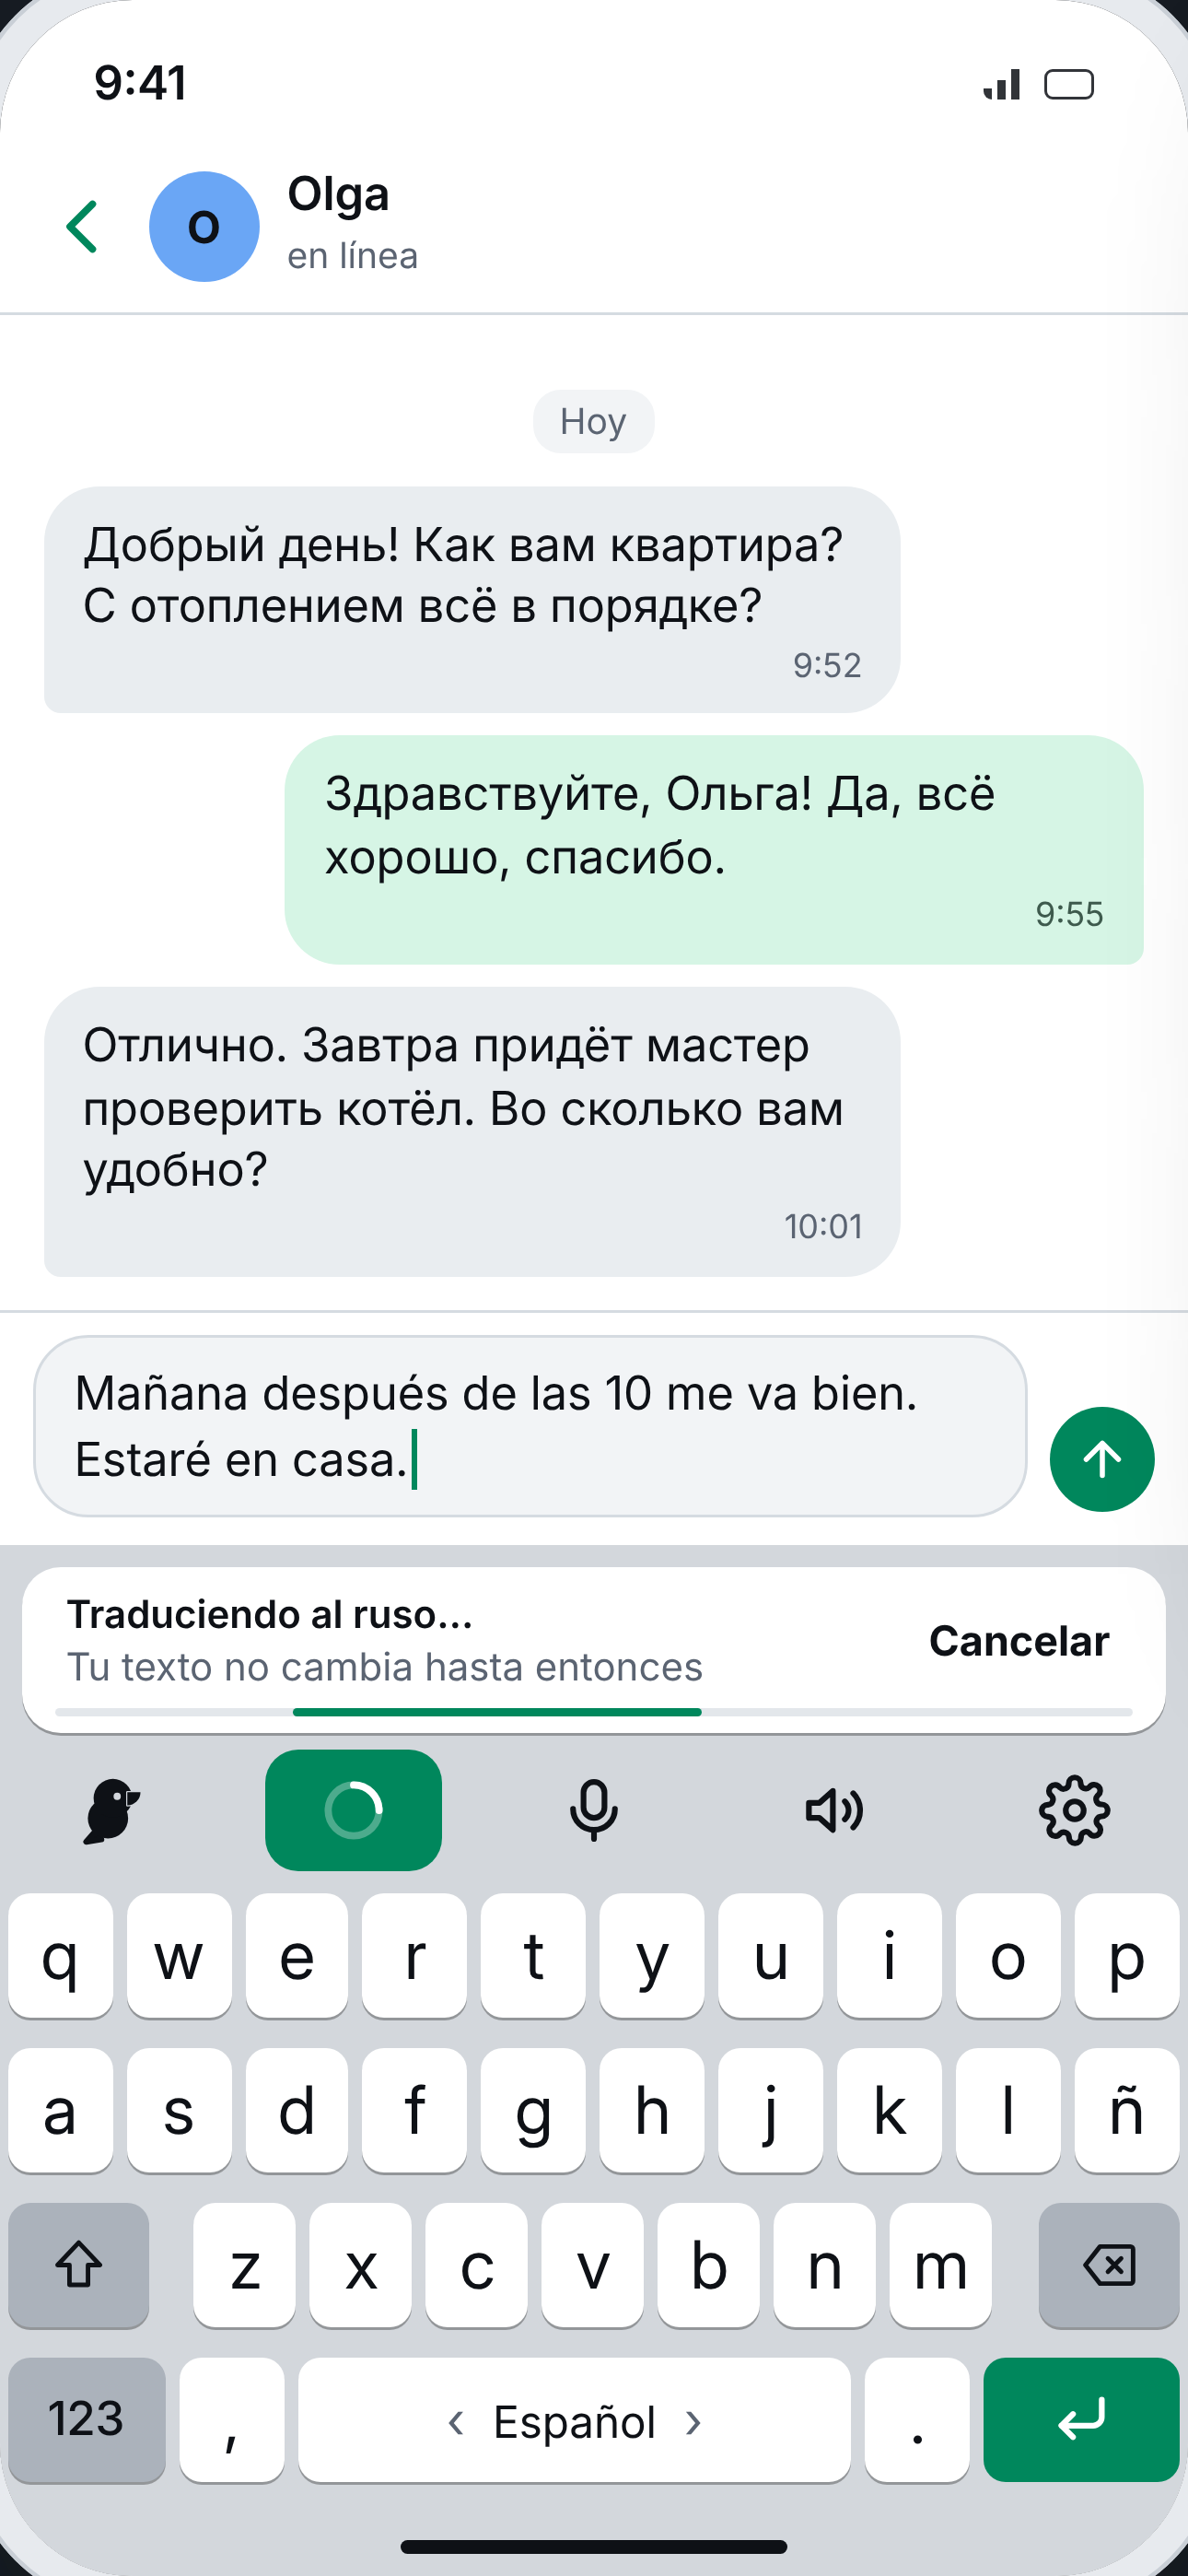 9:41
O
Olga
en línea
Hoy
Добрый день! Как вам квартира?
С отоплением всё в порядке?
9:52
Здравствуйте, Ольга! Да, всё
хорошо, спасибо.
9:55
Отлично. Завтра придёт мастер
проверить котёл. Во сколько вам
удобно?
10:01
Mañana después de las 10 me va bien.
Estaré en casa.
Traduciendo al ruso...
Tu texto no cambia hasta entonces
Cancelar
q w e r t y u i o p
a s d f g h j k l ñ
z x c v b n m
123 , ‹ Español › .